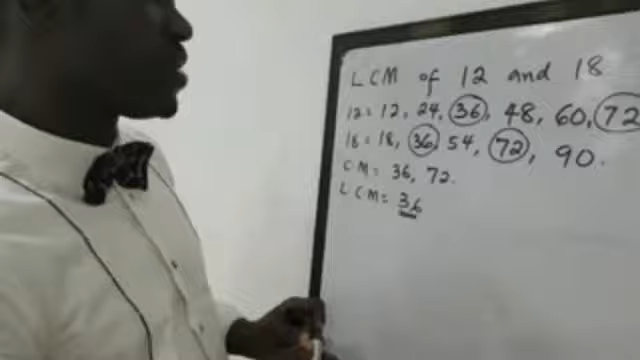 LCM of 12 and 18
12 = 12, 24, 36, 48, 60, 72
18 = 18, 36, 54, 72, 90.
CM = 36, 72.
LCM = 36